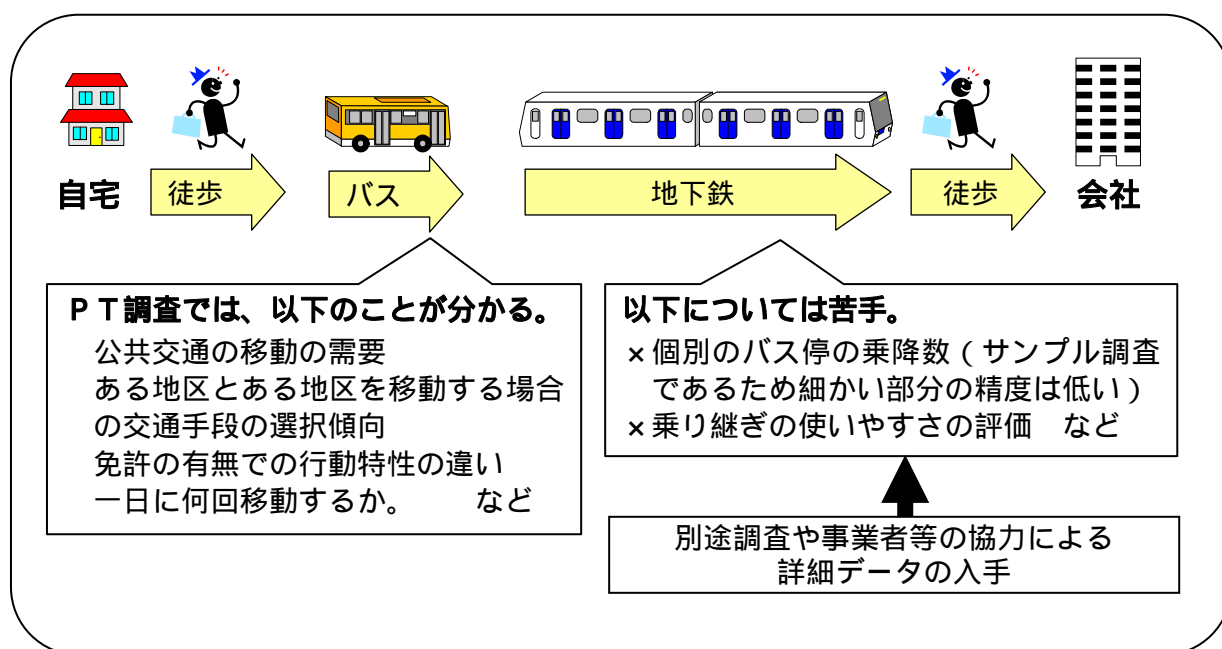 自宅
徒歩
バス
地下鉄
徒歩
会社
ＰＴ調査では、以下のことが分かる。
公共交通の移動の需要
ある地区とある地区を移動する場合
の交通手段の選択傾向
免許の有無での行動特性の違い
一日に何回移動するか。　　など
以下については苦手。
×個別のバス停の乗降数（サンプル調査
であるため細かい部分の精度は低い）
×乗り継ぎの使いやすさの評価　など
別途調査や事業者等の協力による
詳細データの入手